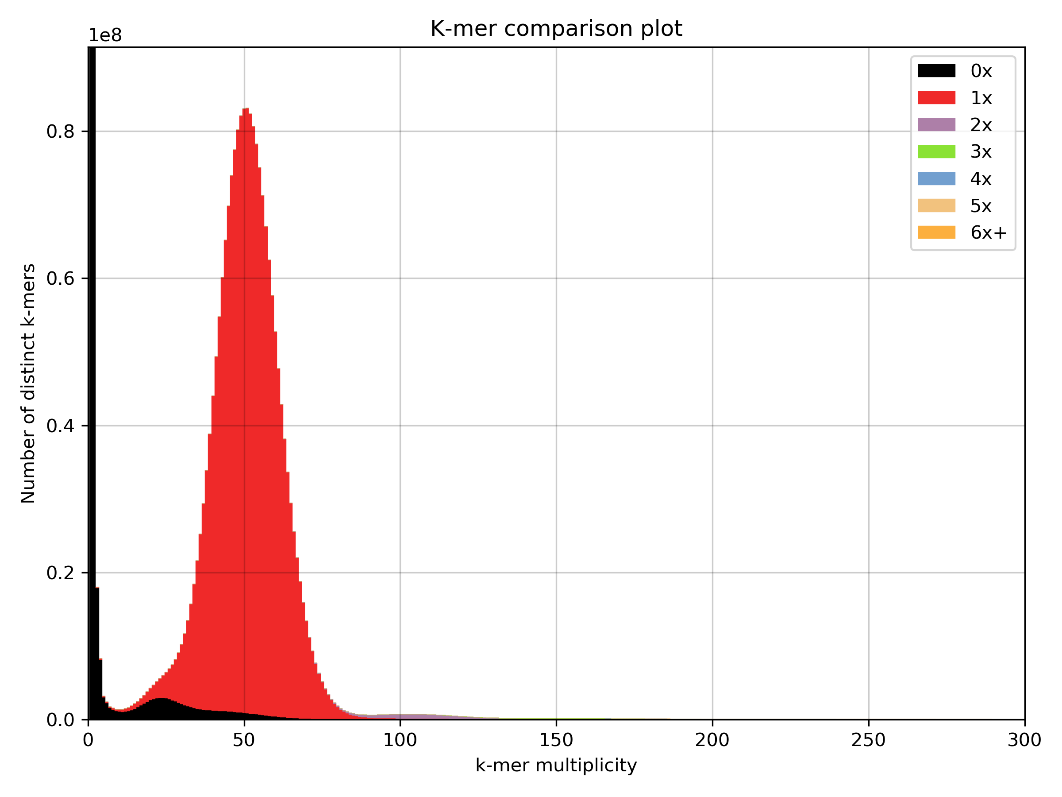 K-mer comparison plot
1e8
0x
1x
2x
3x
4x
5x
6x+
0.8
0.6
0.4
0.2
0.0
Number of distinct k-mers
0 50 100 150 200 250 300
k-mer multiplicity